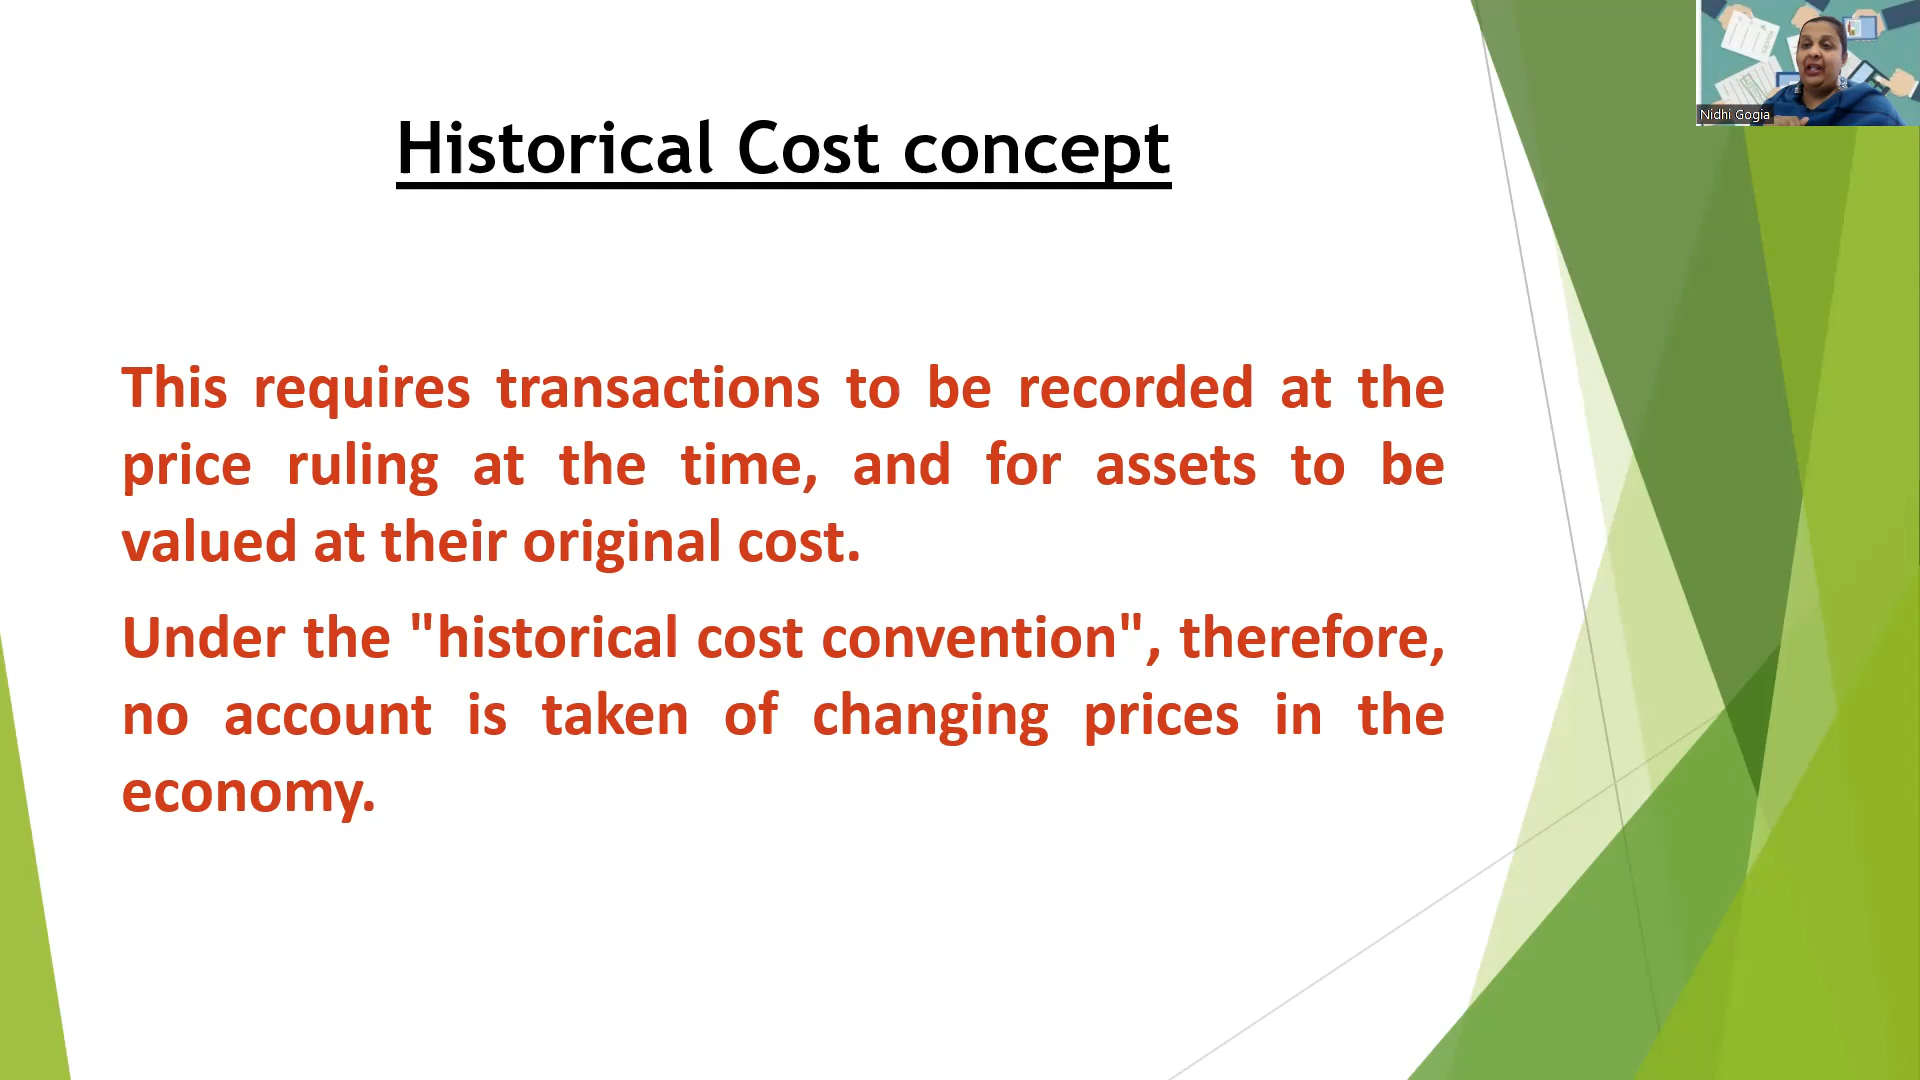 Historical Cost concept
Nidhi Gogia
This requires transactions to be recorded at the
price ruling at the time, and for assets to be
valued at their original cost.
Under the "historical cost convention", therefore,
no account is taken of changing prices in the
economy.